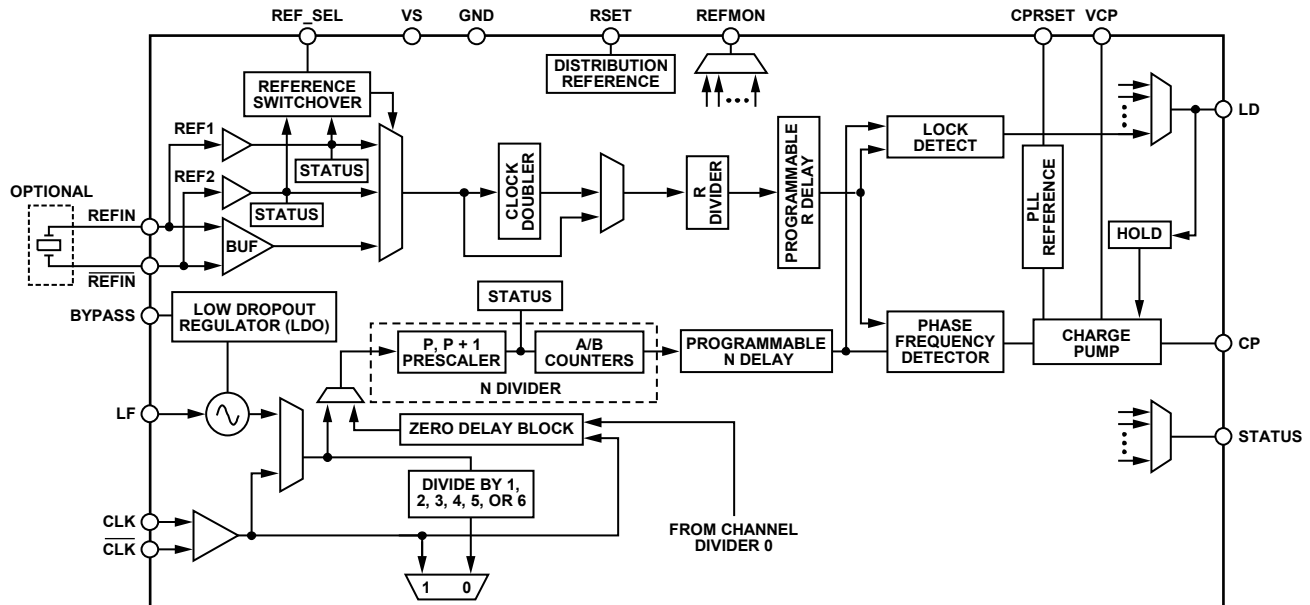 REF_SEL
VS
GND
RSET
REFMON
CPRSET
VCP
DISTRIBUTION
REFERENCE
REFERENCE
SWITCHOVER
REF1
STATUS
REF2
STATUS
OPTIONAL
REFIN
BUF
REFIN
CLOCK
DOUBLER
R
DIVIDER
PROGRAMMABLE
R DELAY
LOCK
DETECT
LD
PLL
REFERENCE
HOLD
BYPASS
LOW DROPOUT
REGULATOR (LDO)
STATUS
P, P + 1
PRESCALER
A/B
COUNTERS
N DIVIDER
PROGRAMMABLE
N DELAY
PHASE
FREQUENCY
DETECTOR
CHARGE
PUMP
CP
LF
ZERO DELAY BLOCK
STATUS
DIVIDE BY 1,
2, 3, 4, 5, OR 6
CLK
CLK
FROM CHANNEL
DIVIDER 0
1 0